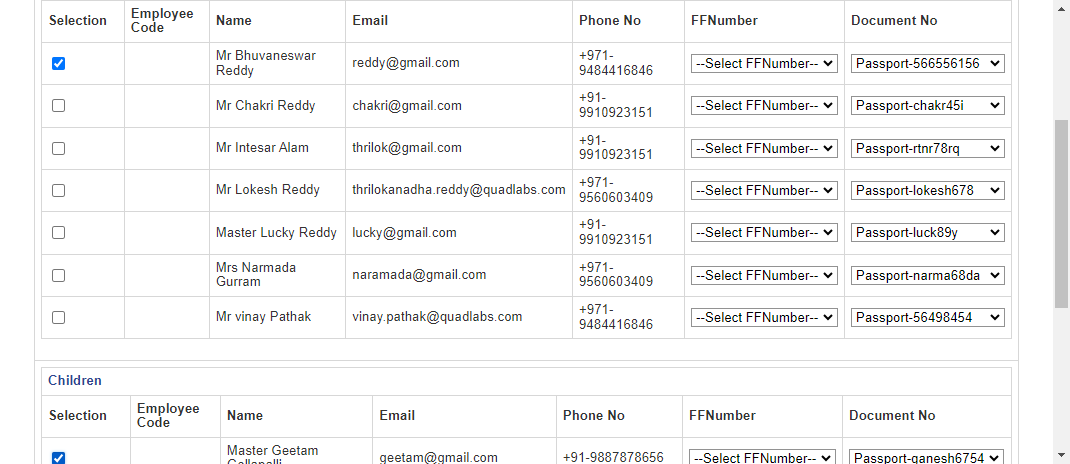 Selection Employee Code Name Email Phone No FFNumber Document No
Mr Bhuvaneswar Reddy reddy@gmail.com +971-9484416846 --Select FFNumber-- Passport-566556156
Mr Chakri Reddy chakri@gmail.com +91-9910923151 --Select FFNumber-- Passport-chakr45i
Mr Intesar Alam thrilok@gmail.com +91-9910923151 --Select FFNumber-- Passport-rtnr78rq
Mr Lokesh Reddy thrilokanadha.reddy@quadlabs.com +971-9560603409 --Select FFNumber-- Passport-lokesh678
Master Lucky Reddy lucky@gmail.com +91-9910923151 --Select FFNumber-- Passport-luck89y
Mrs Narmada Gurram naramada@gmail.com +971-9560603409 --Select FFNumber-- Passport-narma68da
Mr vinay Pathak vinay.pathak@quadlabs.com +971-9484416846 --Select FFNumber-- Passport-56498454
Children
Selection Employee Code Name Email Phone No FFNumber Document No
Master Geetam geetam@gmail.com +91-9887878656 --Select FFNumber-- Passport-ganesh6754